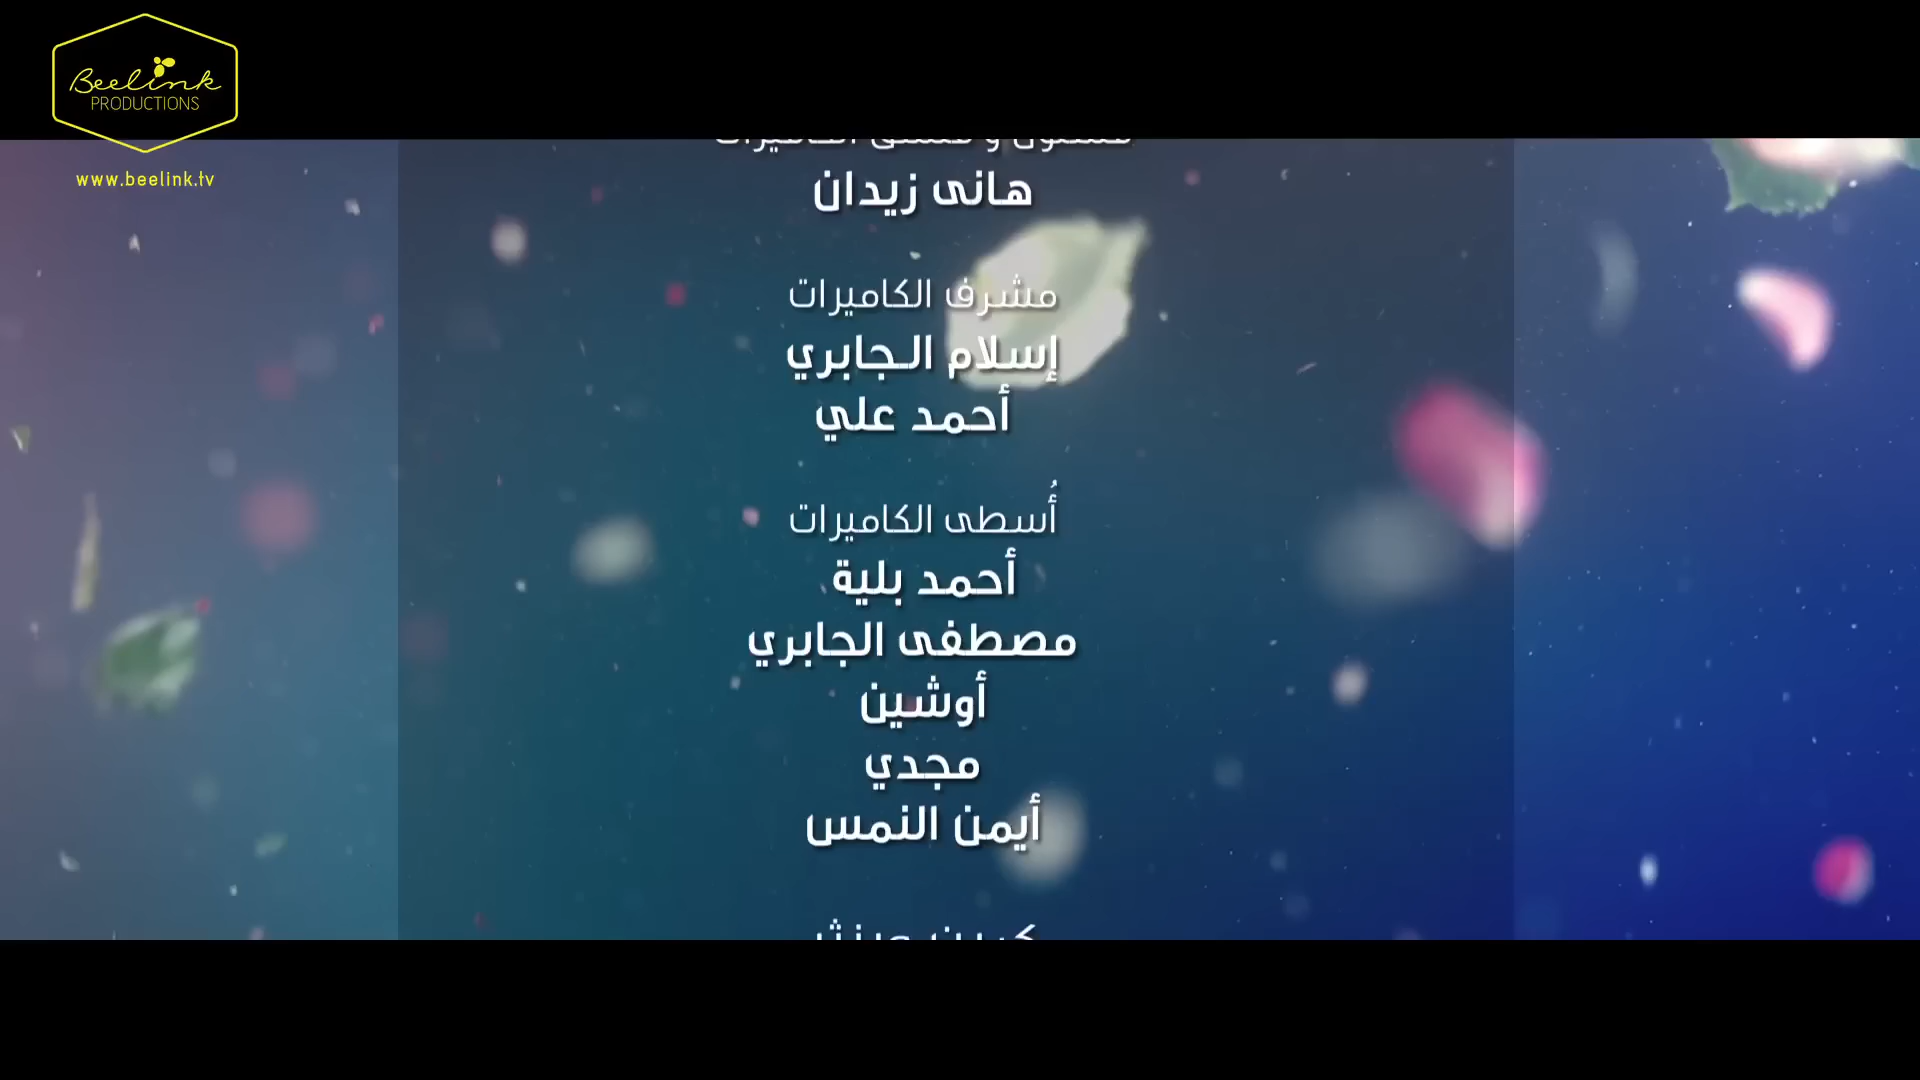 Beelink
PRODUCTIONS
www.beelink.tv
هانى زيدان
مشرف الكاميرات
إسلام الجابري
أحمد علي
أُسطى الكاميرات
أحمد بلية
مصطفى الجابري
أوشين
مجدي
أيمن النمس